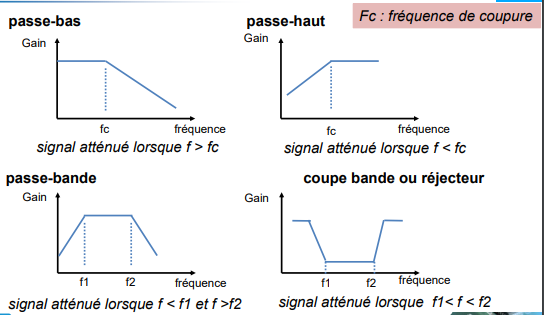 Fc : fréquence de coupure
passe-bas
Gain
fc
fréquence
signal atténué lorsque f > fc
passe-haut
Gain
fc
fréquence
signal atténué lorsque f < fc
passe-bande
Gain
f1
f2
fréquence
signal atténué lorsque f < f1 et f >f2
coupe bande ou réjecteur
Gain
f1
f2
fréquence
signal atténué lorsque f1< f < f2